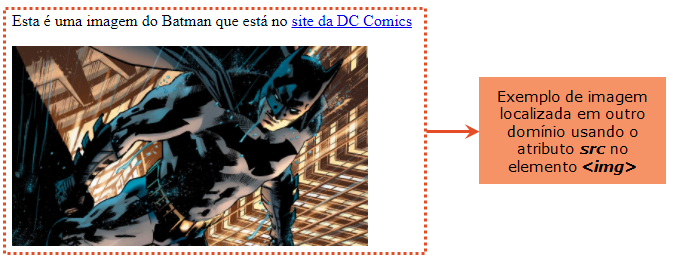 Esta é uma imagem do Batman que está no site da DC Comics
Exemplo de imagem
localizada em outro
domínio usando o
atributo src no
elemento <img>